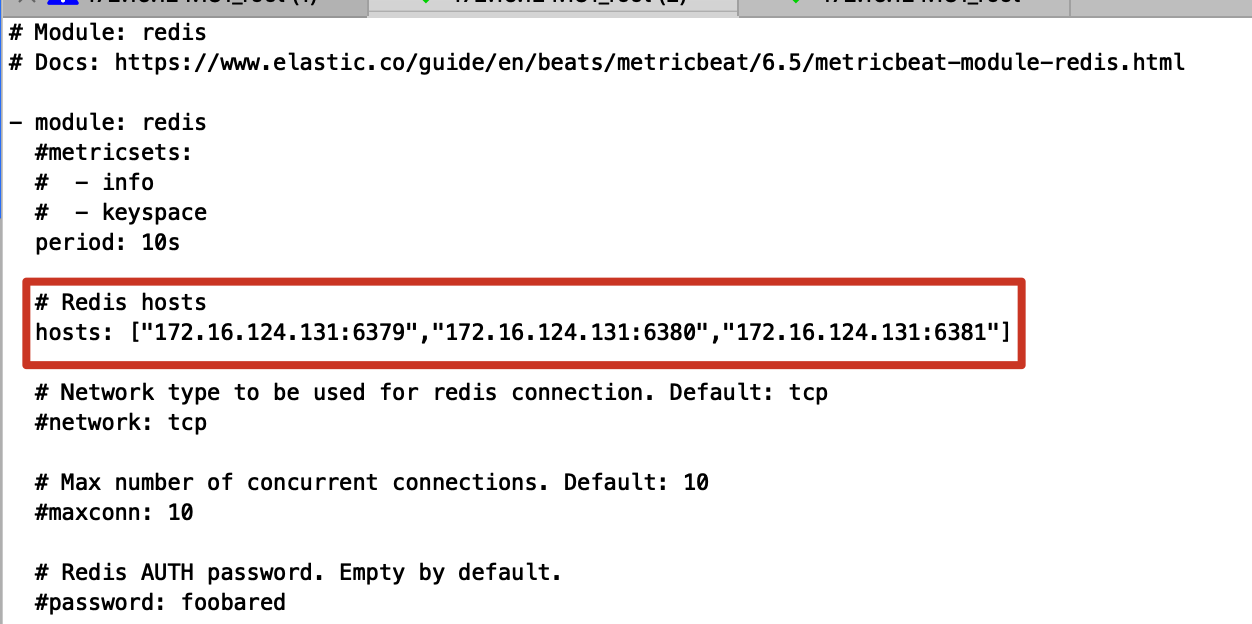 # Module: redis
# Docs: https://www.elastic.co/guide/en/beats/metricbeat/6.5/metricbeat-module-redis.html
- module: redis
#metricsets:
#  - info
#  - keyspace
period: 10s
# Redis hosts
hosts: ["172.16.124.131:6379","172.16.124.131:6380","172.16.124.131:6381"]
# Network type to be used for redis connection. Default: tcp
#network: tcp
# Max number of concurrent connections. Default: 10
#maxconn: 10
# Redis AUTH password. Empty by default.
#password: foobared